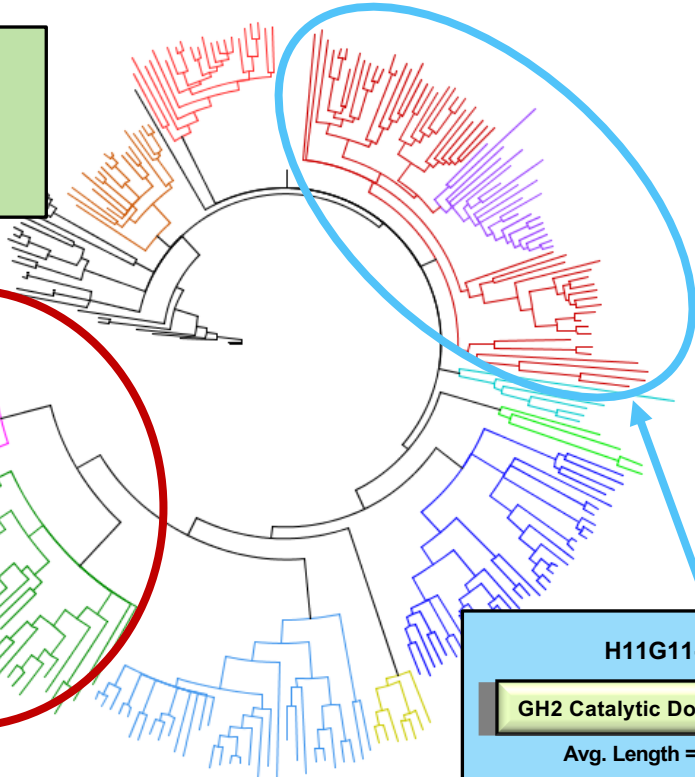 H11G11
GH2 Catalytic Do
Avg. Length =